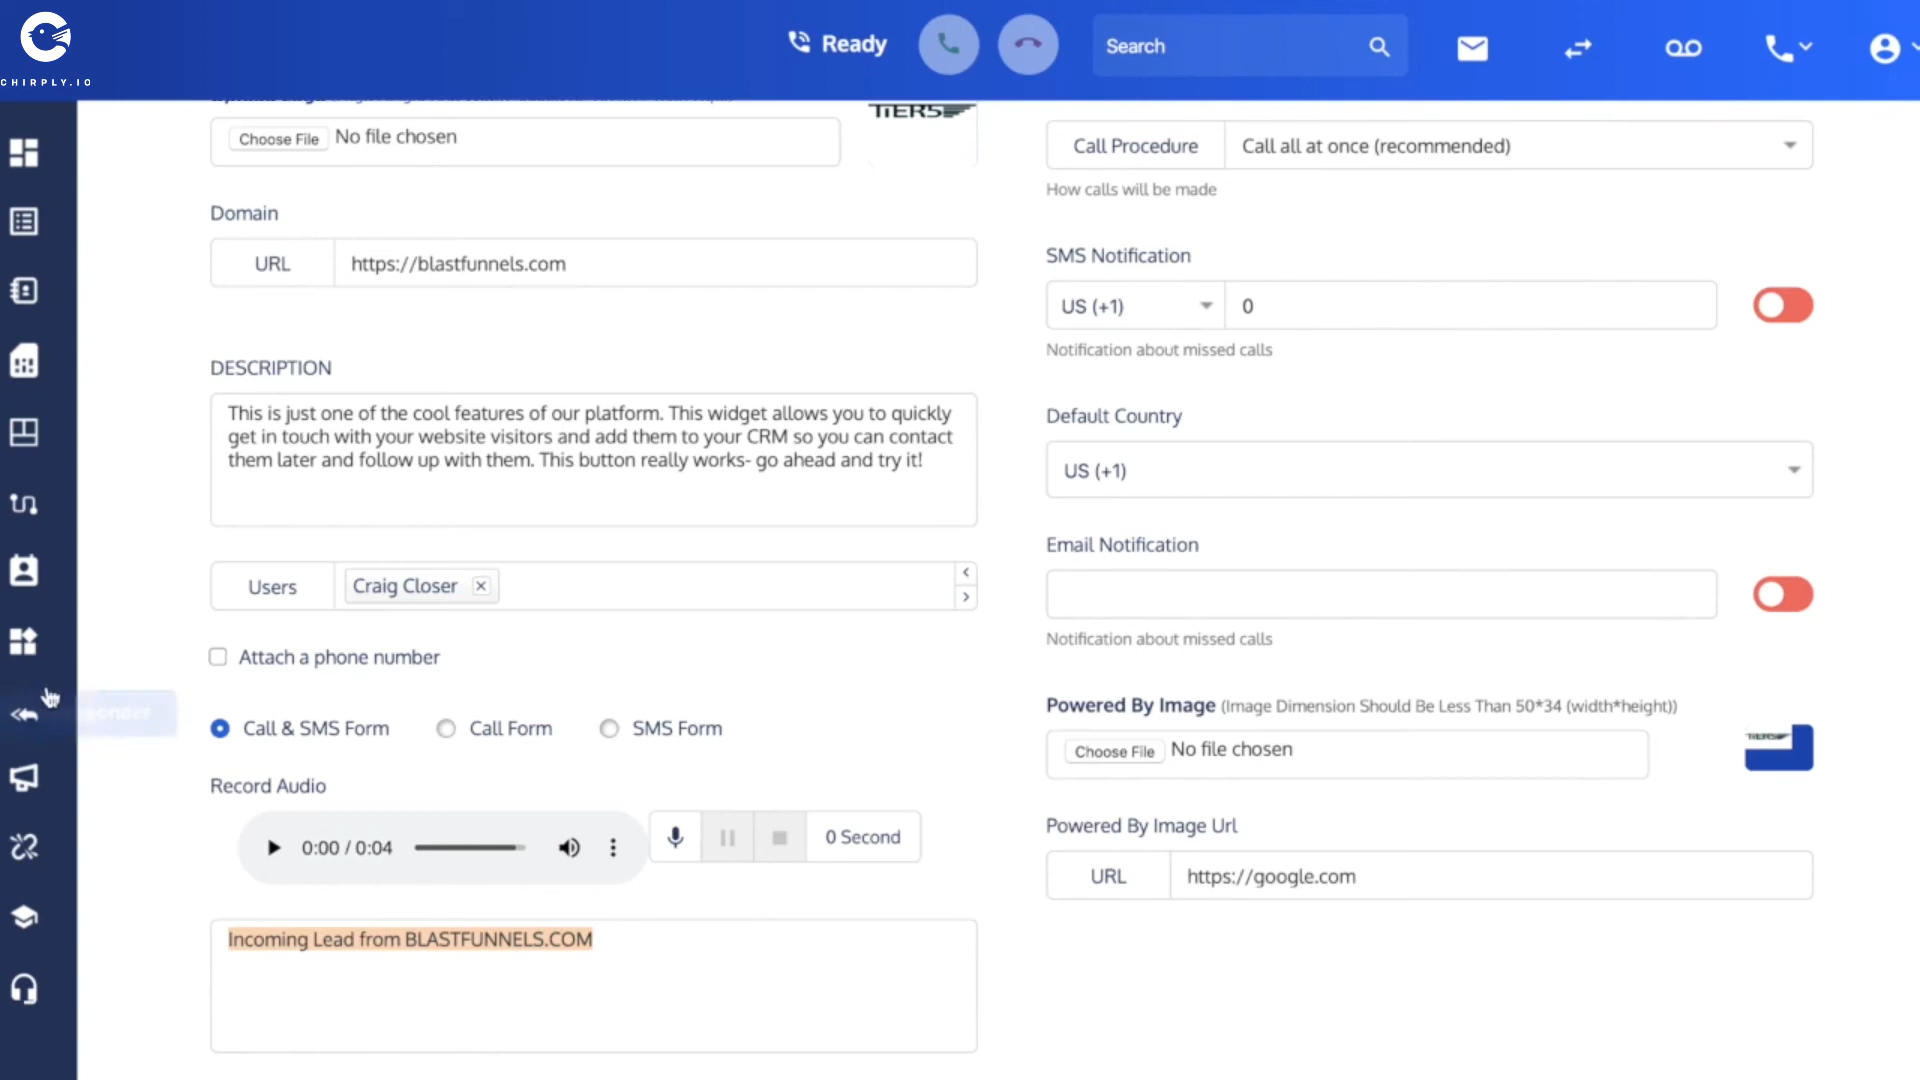 CHIRPLY.IO
Ready
Search
TIERS
Choose File No file chosen
Call Procedure
Call all at once (recommended)
How calls will be made
Domain
URL
https://blastfunnels.com
SMS Notification
US (+1)
0
Notification about missed calls
DESCRIPTION
This is just one of the cool features of our platform. This widget allows you to quickly
get in touch with your website visitors and add them to your CRM so you can contact
them later and follow up with them. This button really works- go ahead and try it!
Default Country
US (+1)
Users
Craig Closer
Email Notification
Notification about missed calls
Attach a phone number
Call & SMS Form
Call Form
SMS Form
Powered By Image (Image Dimension Should Be Less Than 50*34 (width*height))
Choose File No file chosen
TIERS
Record Audio
0:00 / 0:04
0 Second
Powered By Image Url
URL
https://google.com
Incoming Lead from BLASTFUNNELS.COM